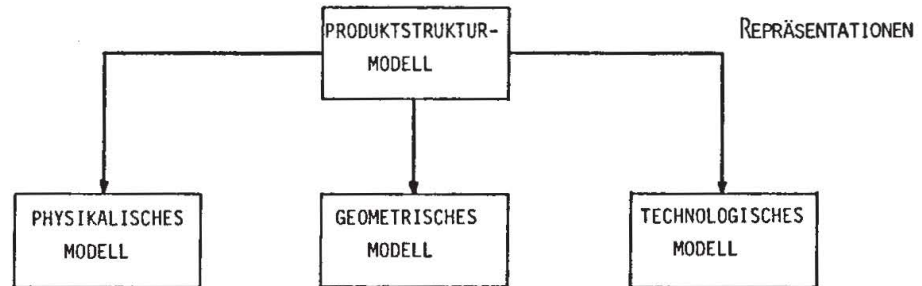 PRODUKTSTRUKTUR-
MODELL
REPRÄSENTATIONEN
PHYSIKALISCHES
MODELL
GEOMETRISCHES
MODELL
TECHNOLOGISCHES
MODELL